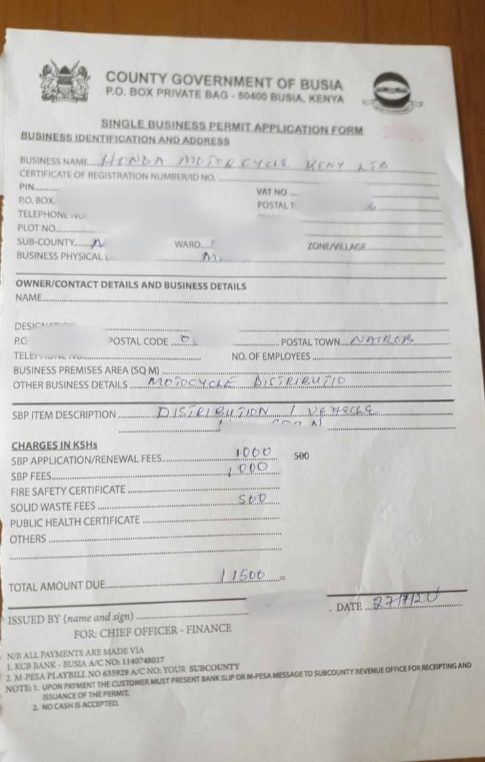 COUNTY GOVERNMENT OF BUSIA
P.O. BOX PRIVATE BAG - 50400 BUSIA, KENYA
SINGLE BUSINESS PERMIT APPLICATION FORM
BUSINESS IDENTIFICATION AND ADDRESS
BUSINESS NAME HONDA MOTORCYCLE KENY LTD
CERTIFICATE OF REGISTRATION NUMBER/ID NO.
PIN VAT NO
P.O. BOX POSTAL
TELEPHONE NO.
PLOT NO.
SUB-COUNTY WARD ZONE/VILLAGE
BUSINESS PHYSICAL
OWNER/CONTACT DETAILS AND BUSINESS DETAILS
NAME
POSTAL CODE POSTAL TOWN NAIROB
NO. OF EMPLOYEES
BUSINESS PREMISES AREA (SQ M)
OTHER BUSINESS DETAILS MOTOCYCLE DISTRIBUTIO
SBP ITEM DESCRIPTION DISTRIBUTION 1 VEHECLE
CHARGES IN KSHs
SBP APPLICATION/RENEWAL FEES 1000 500
SBP FEES
FIRE SAFETY CERTIFICATE
SOLID WASTE FEES 500
PUBLIC HEALTH CERTIFICATE
OTHERS
TOTAL AMOUNT DUE 11500 =
ISSUED BY (name and sign) DATE
FOR: CHIEF OFFICER - FINANCE
N/B ALL PAYMENTS ARE MADE VIA
1. KCB BANK - BUSIA A/C NO: 1140748017
2. M-PESA PLAYBILL NO 635929 A/C NO: YOUR SUBCOUNTY
NOTE: 1. UPON PAYMENT THE CUSTOMER MUST PRESENT BANK SLIP OR M-PESA MESSAGE TO SUBCOUNTY REVENUE OFFICE FOR RECEIPTING AND
ISSUANCE OF THE PERMIT.
2. NO CASH IS ACCEPTED.